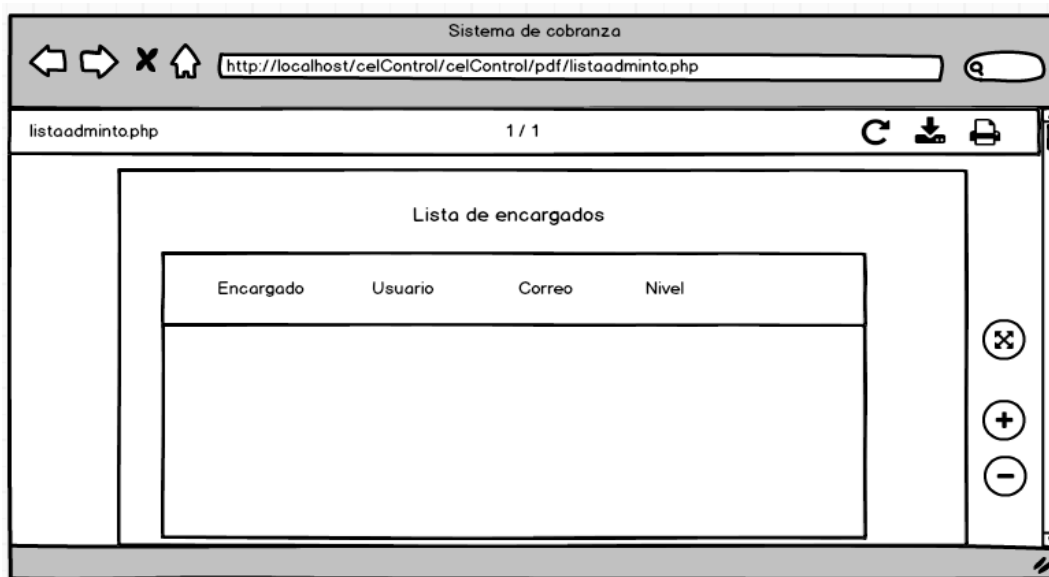 Sistema de cobranza
http://localhost/celControl/celControl/pdf/listaadminto.php
listaadminto.php 1 / 1
Lista de encargados
Encargado Usuario Correo Nivel